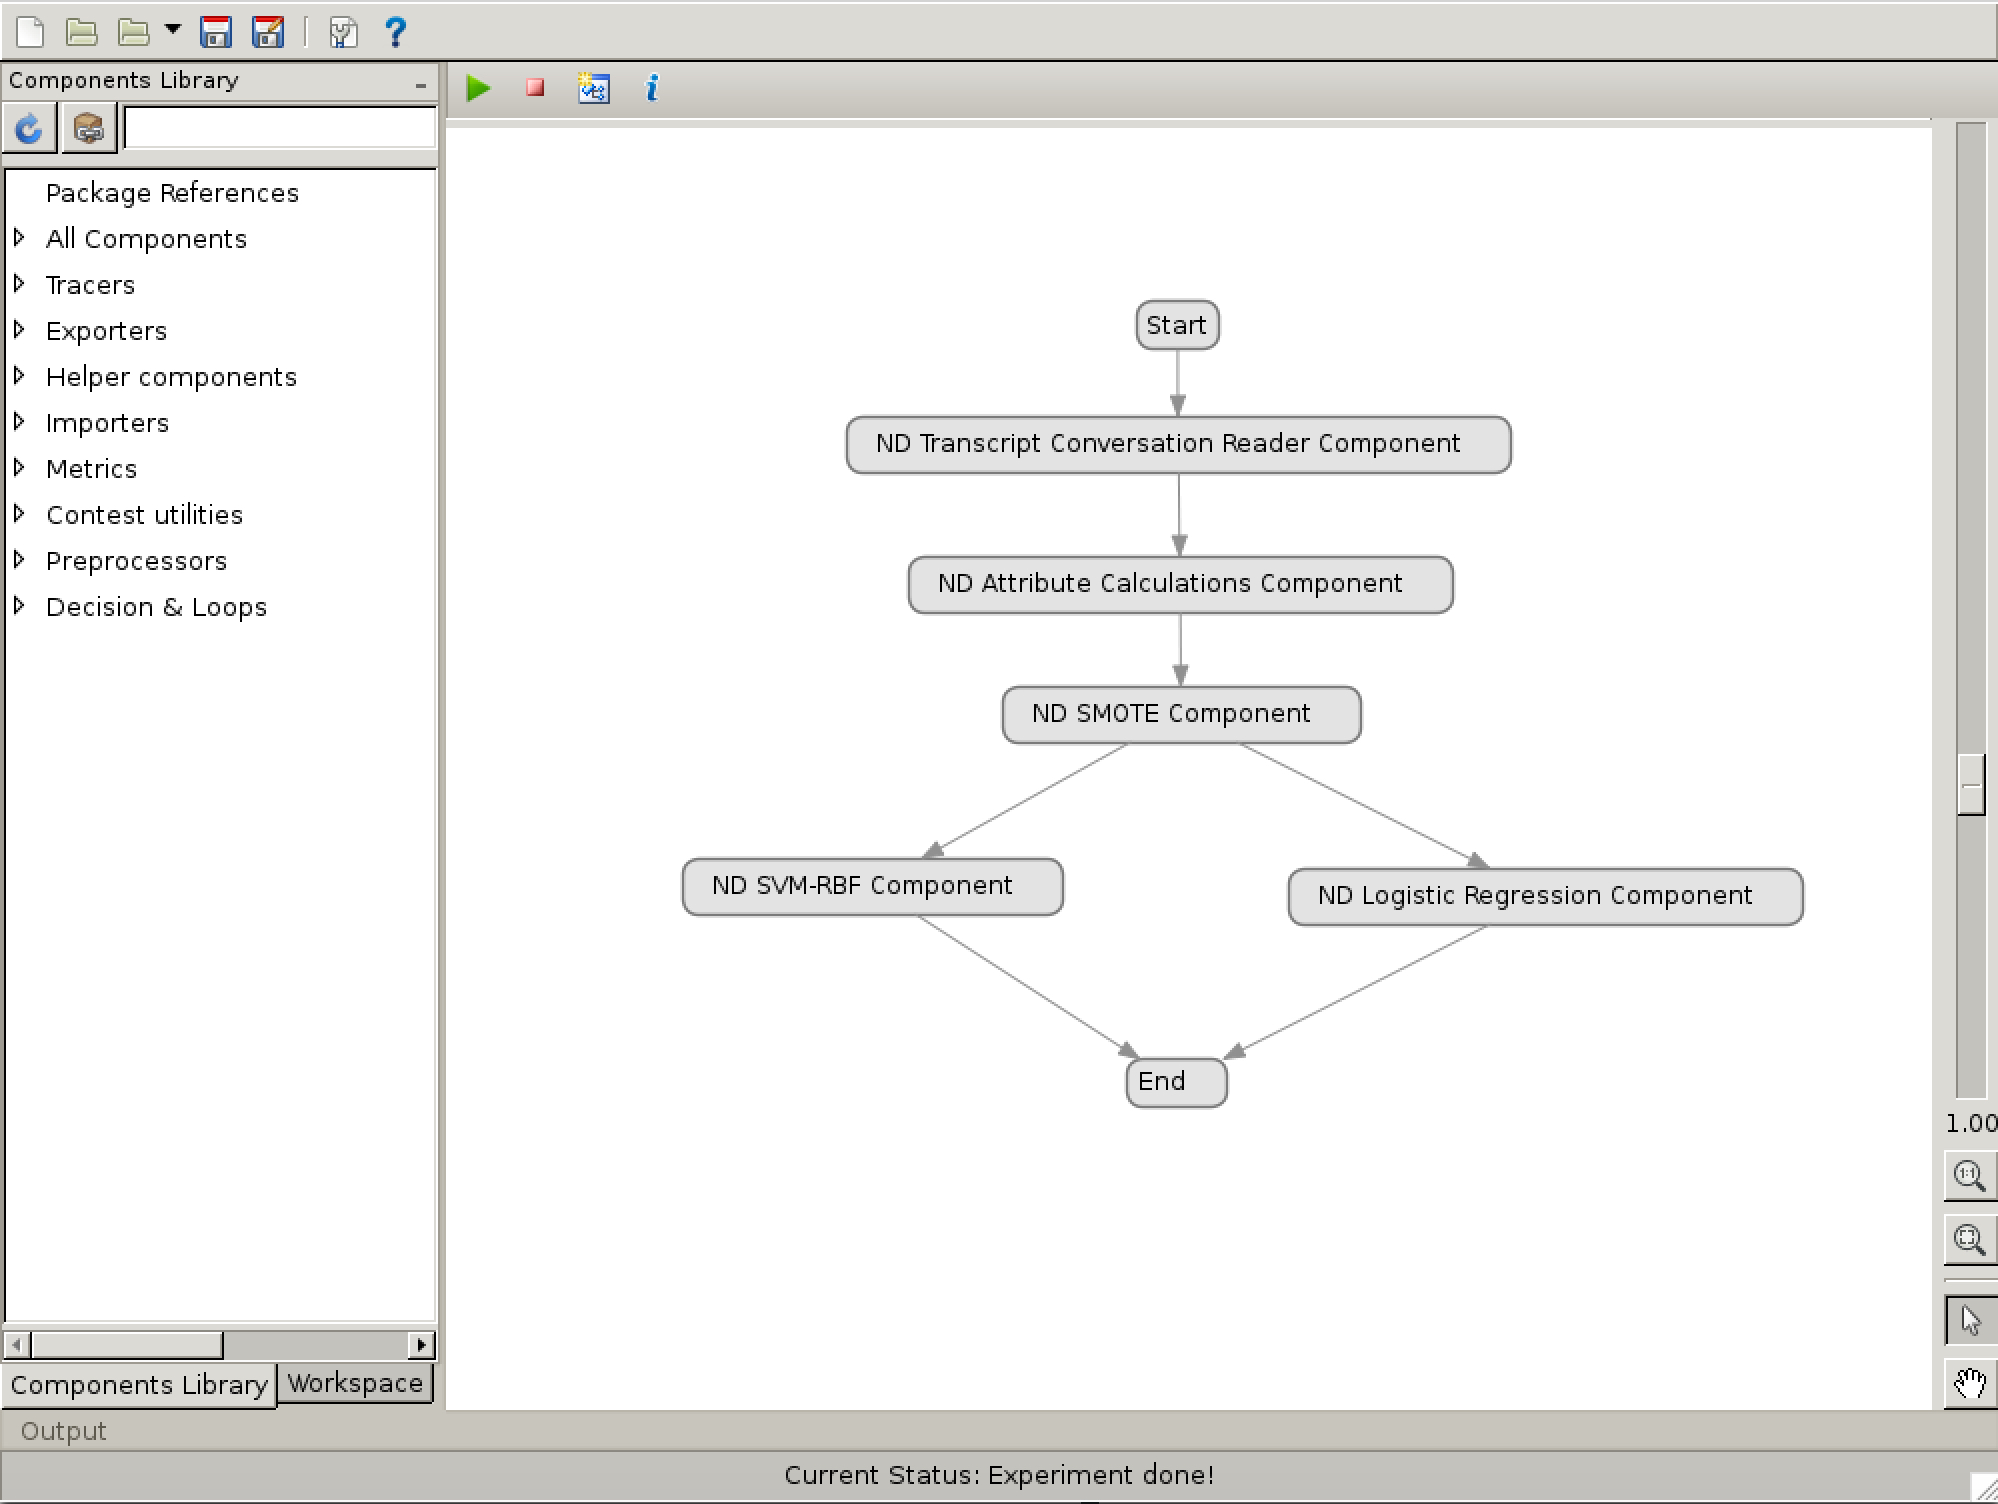 Components Library
Package References
All Components
Tracers
Exporters
Helper components
Importers
Metrics
Contest utilities
Preprocessors
Decision & Loops
Start
ND Transcript Conversation Reader Component
ND Attribute Calculations Component
ND SMOTE Component
ND SVM-RBF Component
ND Logistic Regression Component
End
1.00
1:1
Components Library
Workspace
Output
Current Status: Experiment done!